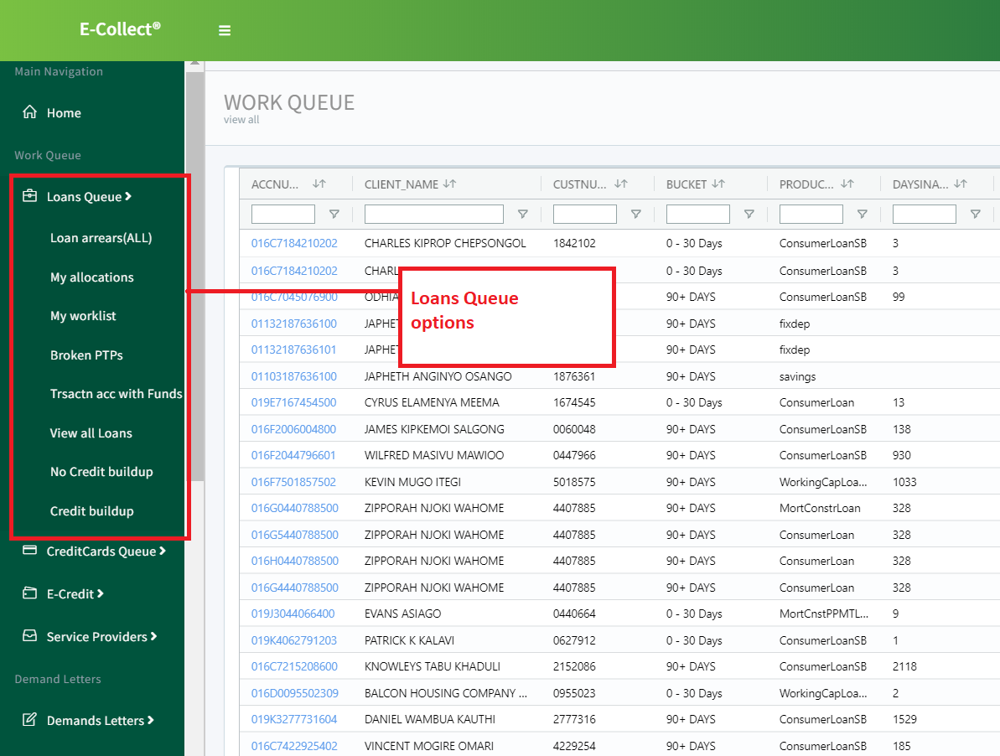 E-Collect®
Main Navigation
Home
Work Queue
Loans Queue
Loan arrears(ALL)
My allocations
My worklist
Broken PTPs
Trsactn acc with Funds
View all Loans
No Credit buildup
Credit buildup
CreditCards Queue
E-Credit
Service Providers
Demand Letters
Demands Letters
WORK QUEUE
view all
ACCNU... CLIENT_NAME CUSTNU... BUCKET PRODUC... DAYSINA...
016C7184210202 CHARLES KIPROP CHEPSONGOL 1842102 0 - 30 Days ConsumerLoanSB 3
016C7184210202 CHARL 0 - 30 Days ConsumerLoanSB 3
016C7045076900 ODHIA 90+ DAYS ConsumerLoanSB 99
01132187636100 JAPHET 90+ DAYS fixdep
01132187636101 JAPHET 90+ DAYS fixdep
Loans Queue
options
01103187636100 JAPHETH ANGINYO OSANGO 1876361 90+ DAYS savings
019E7167454500 CYRUS ELAMENYA MEEMA 1674545 0 - 30 Days ConsumerLoan 13
016F2006004800 JAMES KIPKEMOI SALGONG 0060048 90+ DAYS ConsumerLoanSB 138
016F2044796601 WILFRED MASIVU MAWIOO 0447966 90+ DAYS ConsumerLoanSB 930
016F7501857502 KEVIN MUGO ITEGI 5018575 90+ DAYS WorkingCapLoa... 1033
016G0440788500 ZIPPORAH NJOKI WAHOME 4407885 90+ DAYS MortConstrLoan 328
016G5440788500 ZIPPORAH NJOKI WAHOME 4407885 90+ DAYS ConsumerLoan 328
016H0440788500 ZIPPORAH NJOKI WAHOME 4407885 90+ DAYS ConsumerLoan 328
016G4440788500 ZIPPORAH NJOKI WAHOME 4407885 90+ DAYS ConsumerLoan 328
019J3044066400 EVANS ASIAGO 0440664 0 - 30 Days MortCnstPPMTL... 9
019K4062791203 PATRICK K KALAVI 0627912 0 - 30 Days ConsumerLoanSB 1
016C7215208600 KNOWLEYS TABU KHADULI 2152086 90+ DAYS ConsumerLoanSB 2118
016D0095502309 BALCON HOUSING COMPANY ... 0955023 0 - 30 Days WorkingCapLoa... 2
019K3277731604 DANIEL WAMBUA KAUTHI 2777316 90+ DAYS ConsumerLoanSB 1529
016C7422925402 VINCENT MOGIRE OMARI 4229254 90+ DAYS ConsumerLoanSB 185